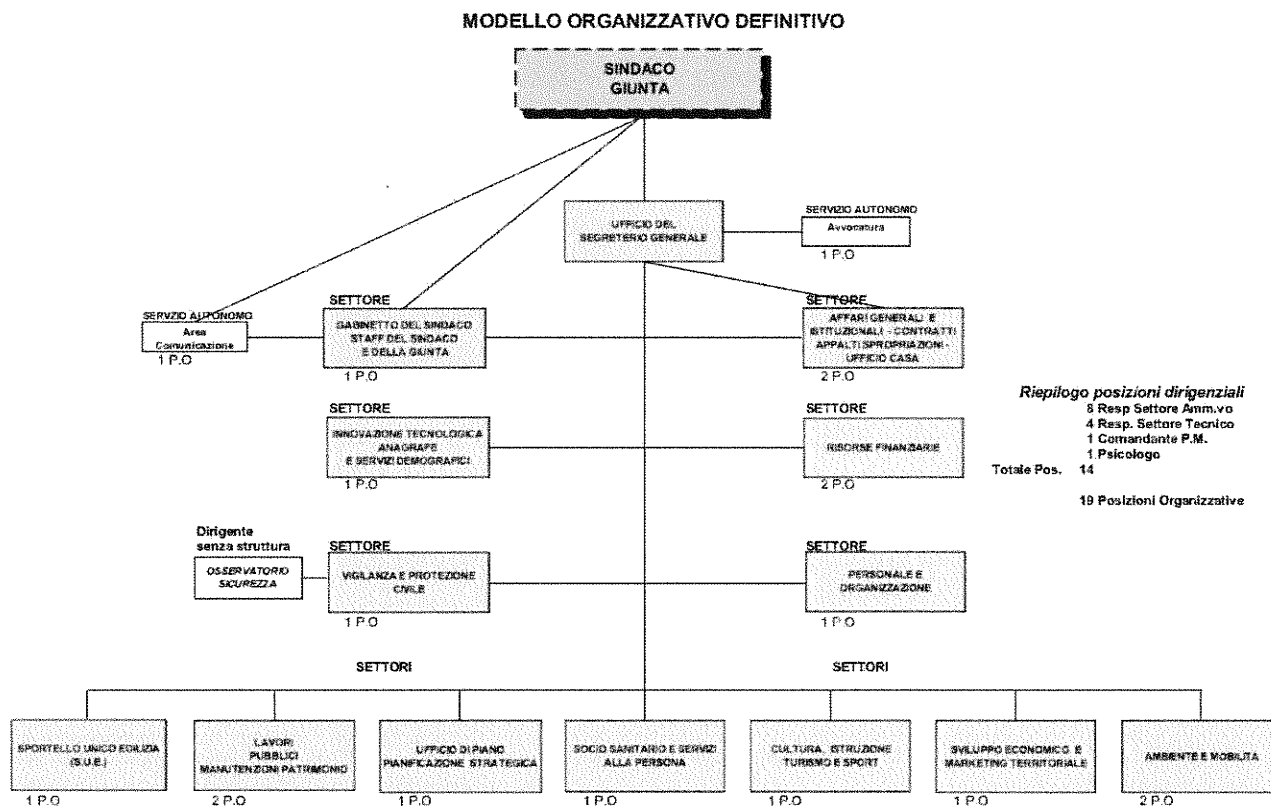 MODELLO ORGANIZZATIVO DEFINITIVO
SINDACO
GIUNTA
UFFICIO DEL
SEGRETERIO GENERALE
SERVIZIO AUTONOMO
Avvocatura
1 P.O
SERVIZIO AUTONOMO
Area
Comunicazione
1 P.O
SETTORE
GABINETTO DEL SINDACO
STAFF DEL SINDACO
E DELLA GIUNTA
1 P.O
SETTORE
AFFARI GENERALI E
ISTITUZIONALI - CONTRATTI
APPALTI SPROPRIAZIONI -
UFFICIO CASA
2 P.O
SETTORE
INNOVAZIONE TECNOLOGICA
ANAGRAFE
E SERVIZI DEMOGRAFICI
1 P.O
SETTORE
RISORSE FINANZIARIE
2 P.O
Riepilogo posizioni dirigenziali
8 Resp Settore Amm.vo
4 Resp. Settore Tecnico
1 Comandante P.M.
1 Psicologo
Totale Pos. 14
19 Posizioni Organizzative
Dirigente
senza struttura
OSSERVATORIO
SICUREZZA
SETTORE
VIGILANZA E PROTEZIONE
CIVILE
1 P.O
SETTORE
PERSONALE E
ORGANIZZAZIONE
1 P.O
SETTORI
SETTORI
SPORTELLO UNICO EDILIZIA
(S.U.E.)
1 P.O
LAVORI
PUBBLICI
MANUTENZIONI PATRIMONIO
2 P.O
UFFICIO DI PIANO
PIANIFICAZIONE STRATEGICA
1 P.O
SOCIO SANITARIO E SERVIZI
ALLA PERSONA
1 P.O
CULTURA ISTRUZIONE
TURISMO E SPORT
1 P.O
SVILUPPO ECONOMICO E
MARKETING TERRITORIALE
1 P.O
AMBIENTE E MOBILITA
2 P.O